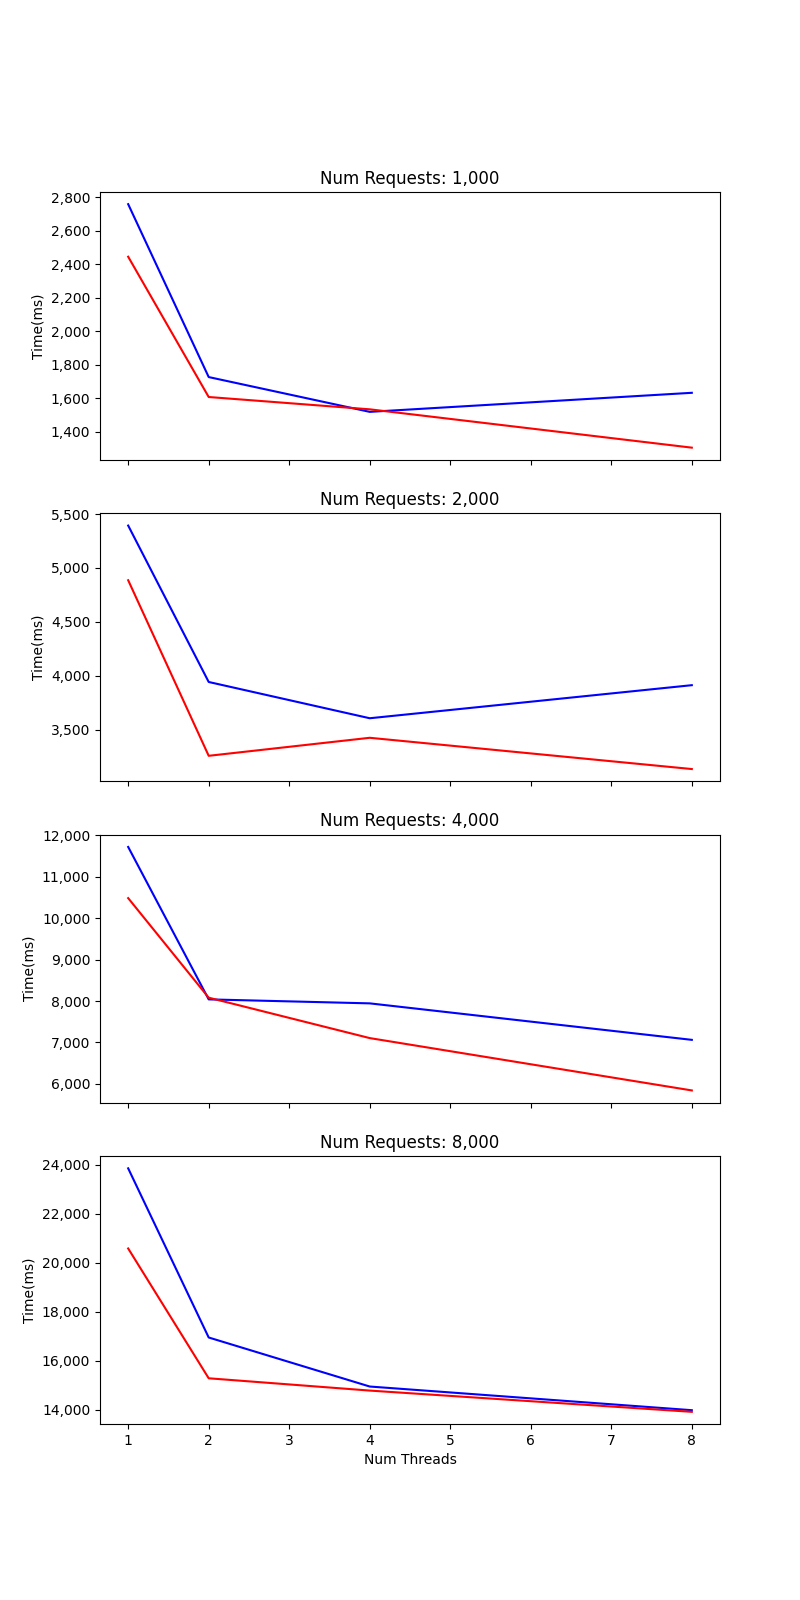 Num Requests: 1,000
2,800
2,600
2,400
2,200
2,000
1,800
1,600
1,400
Time(ms)
Num Requests: 2,000
5,500
5,000
4,500
4,000
3,500
Time(ms)
Num Requests: 4,000
12,000
11,000
10,000
9,000
8,000
7,000
6,000
Time(ms)
Num Requests: 8,000
24,000
22,000
20,000
18,000
16,000
14,000
Time(ms)
1 2 3 4 5 6 7 8
Num Threads